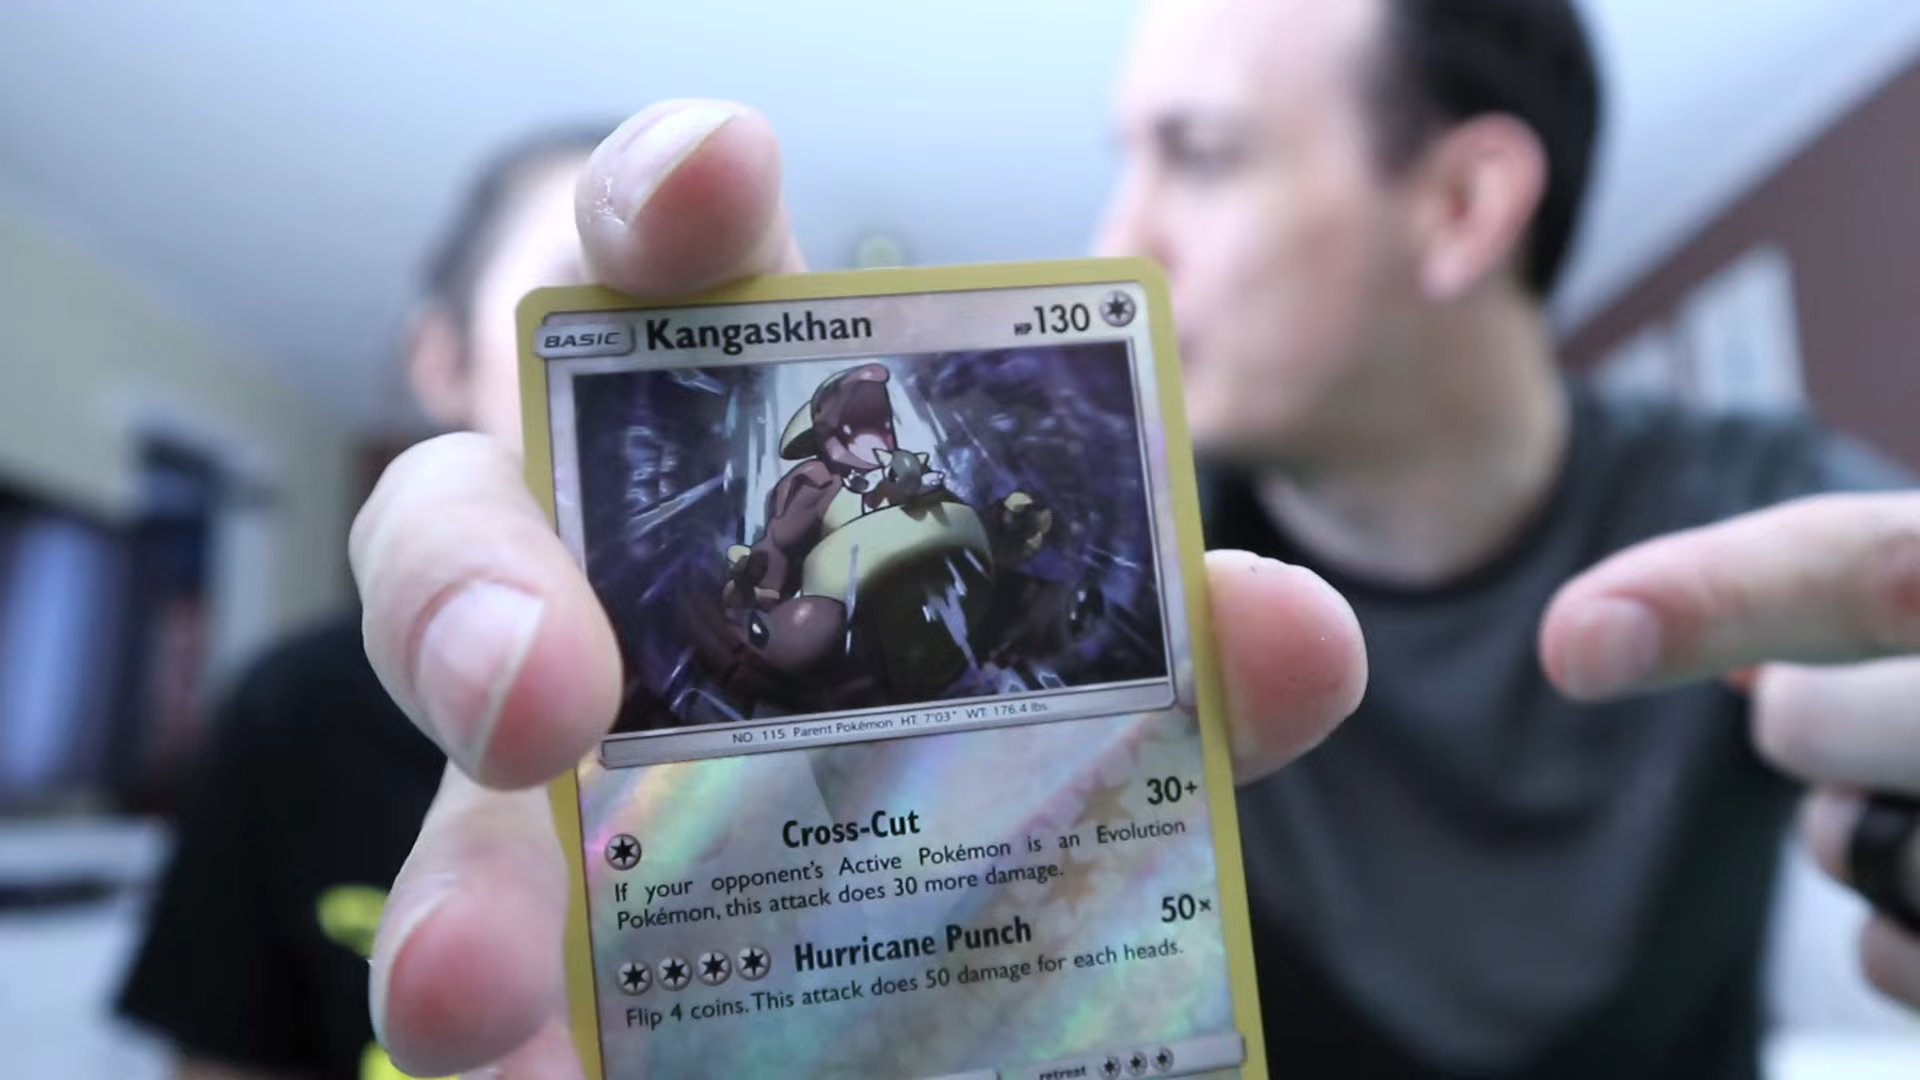 BASIC Kangaskhan HP 130
NO. 115 Parent Pokémon HT: 7'03" WT: 176.4 lbs.
Cross-Cut 30+
If your opponent's Active Pokémon is an Evolution
Pokémon, this attack does 30 more damage.
Hurricane Punch 50×
Flip 4 coins. This attack does 50 damage for each heads.
retreat